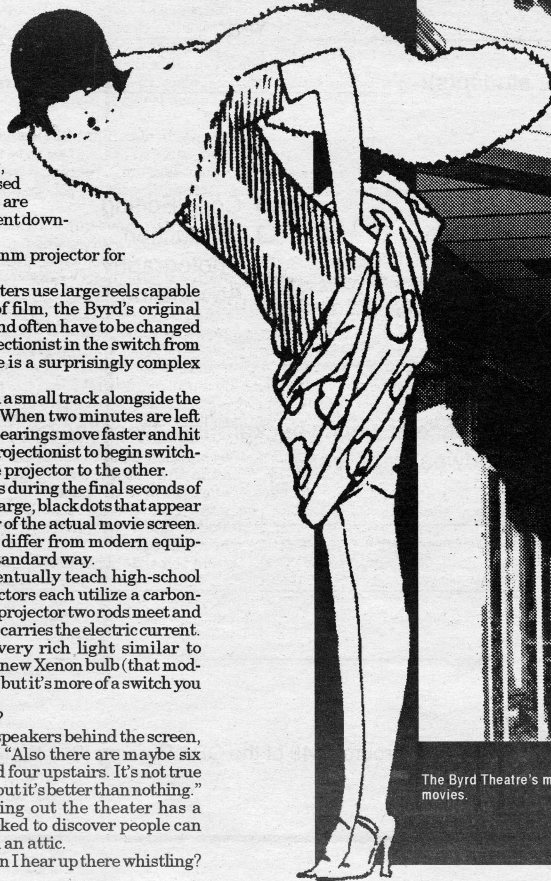 ,
sed
are
ent down-
mm projector for
ters use large reels capable
of film, the Byrd's original
nd often have to be changed
ectionist in the switch from
e is a surprisingly complex
a small track alongside the
When two minutes are left
earings move faster and hit
rojectionist to begin switch-
e projector to the other.
s during the final seconds of
arge, black dots that appear
r of the actual movie screen.
differ from modern equip-
tandard way.
entually teach high-school
ctors each utilize a carbon-
projector two rods meet and
carries the electric current.
very rich light similar to
new Xenon bulb (that mod-
but it's more of a switch you
?
speakers behind the screen,
"Also there are maybe six
d four upstairs. It's not true
out it's better than nothing."
ing out the theater has a
ked to discover people can
an attic.
n I hear up there whistling?
The Byrd Theatre's m
movies.